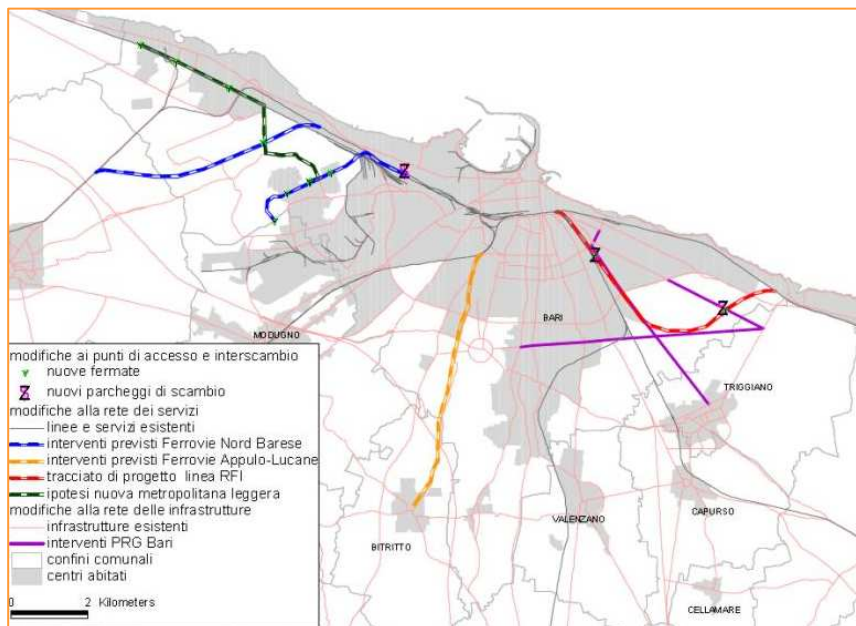 MODUGNO
BARI
TRIGGIANO
CAPURSO
VALENZANO
BITRITTO
CELLAMARE
modifiche ai punti di accesso e interscambio
nuove fermate
nuovi parcheggi di scambio
modifiche alla rete dei servizi
linee e servizi esistenti
interventi previsti Ferrovie Nord Barese
interventi previsti Ferrovie Appulo-Lucane
tracciato di progetto linea RFI
ipotesi nuova metropolitana leggera
modifiche alla rete delle infrastrutture
infrastrutture esistenti
interventi PRG Bari
confini comunali
centri abitati
0 2 Kilometers